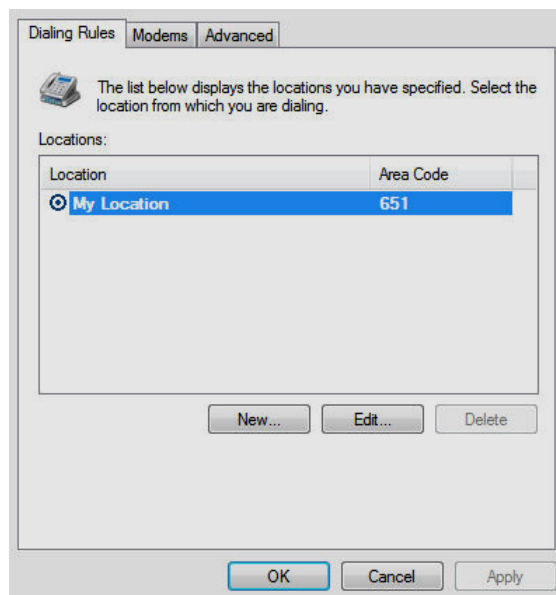 Dialing Rules Modems Advanced
The list below displays the locations you have specified. Select the
location from which you are dialing.
Locations:
Location Area Code
My Location 651
New... Edit... Delete
OK Cancel Apply